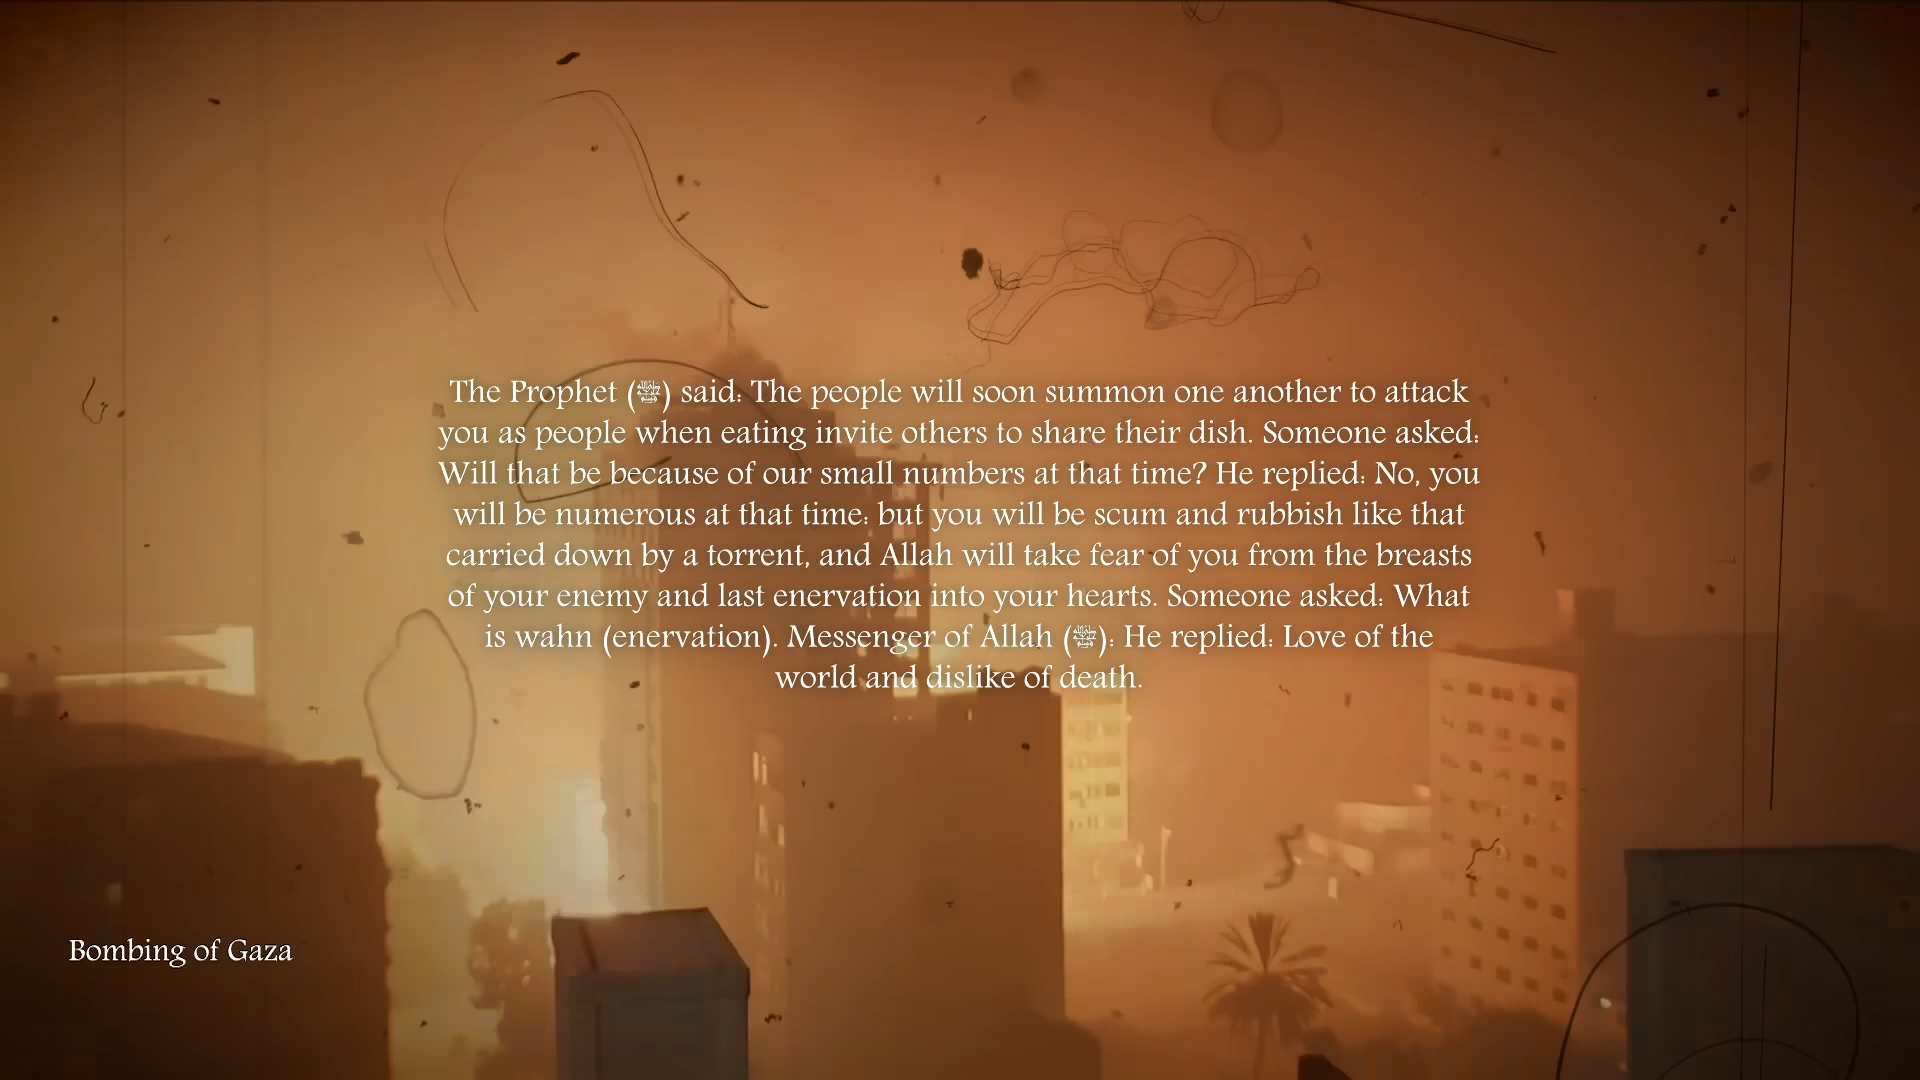 The Prophet (ﷺ) said: The people will soon summon one another to attack
you as people when eating invite others to share their dish. Someone asked:
Will that be because of our small numbers at that time? He replied: No, you
will be numerous at that time: but you will be scum and rubbish like that
carried down by a torrent, and Allah will take fear of you from the breasts
of your enemy and last enervation into your hearts. Someone asked: What
is wahn (enervation). Messenger of Allah (ﷺ): He replied: Love of the
world and dislike of death.
Bombing of Gaza